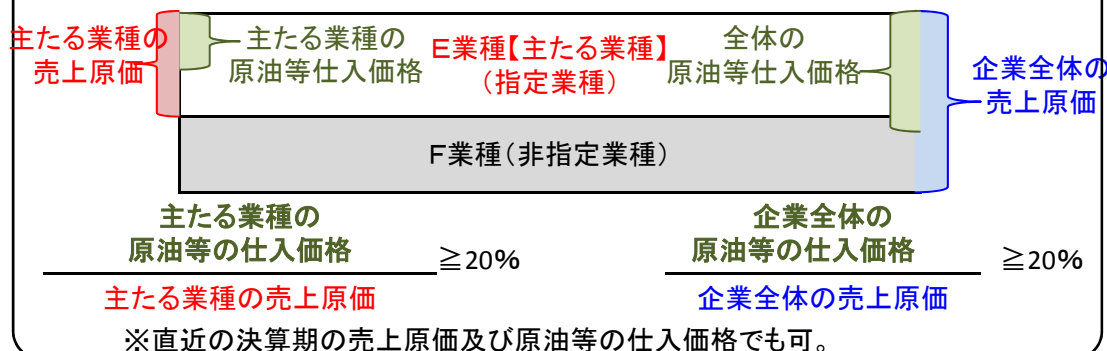 主たる業種の
売上原価
主たる業種の
原油等仕入価格
E業種【主たる業種】
(指定業種)
全体の
原油等仕入価格
企業全体の
売上原価
F業種(非指定業種)
主たる業種の
原油等の仕入価格
≧20%
主たる業種の売上原価
企業全体の
原油等の仕入価格
≧20%
企業全体の売上原価
※直近の決算期の売上原価及び原油等の仕入価格でも可。